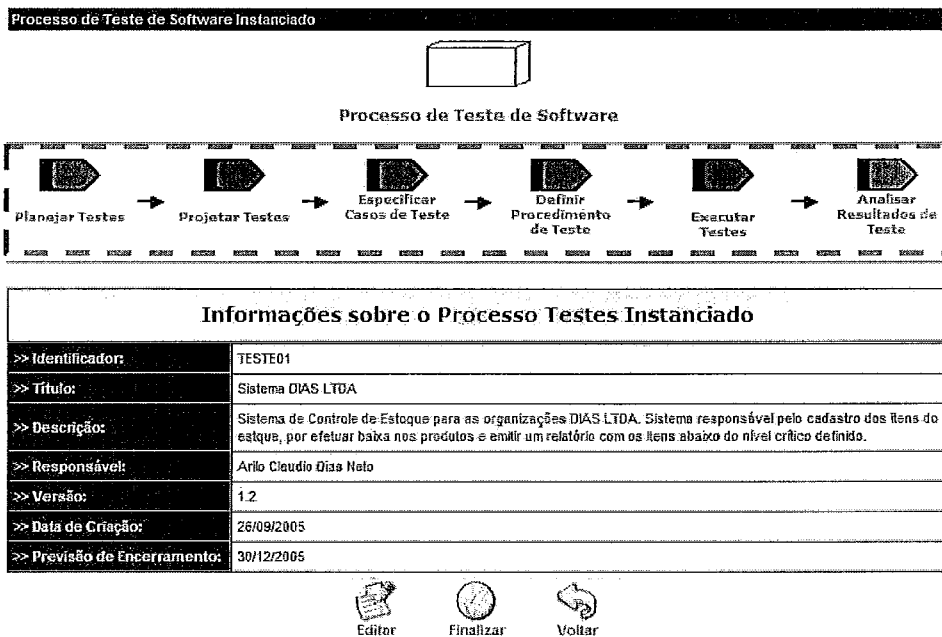 Processo de Teste de Software Instanciado
Processo de Teste de Software
Planejar Testes
Projetar Testes
Especificar
Casos de Teste
Definir
Procedimento
de Teste
Executar
Testes
Analisar
Resultados de
Teste
Informações sobre o Processo Testes Instanciado
>> Identificador: TESTE01
>> Título: Sistema DIAS LTDA
>> Descrição: Sistema de Controle de Estoque para as organizações DIAS LTDA. Sistema responsável pelo cadastro dos itens do
estque, por efetuar baixa nos produtos e emitir um relatório com os itens abaixo do nível crítico definido.
>> Responsável: Arilo Claudio Dias Neto
>> Versão: 1.2
>> Data de Criação: 26/09/2005
>> Previsão de Encerramento: 30/12/2005
Editar
Finalizar
Voltar